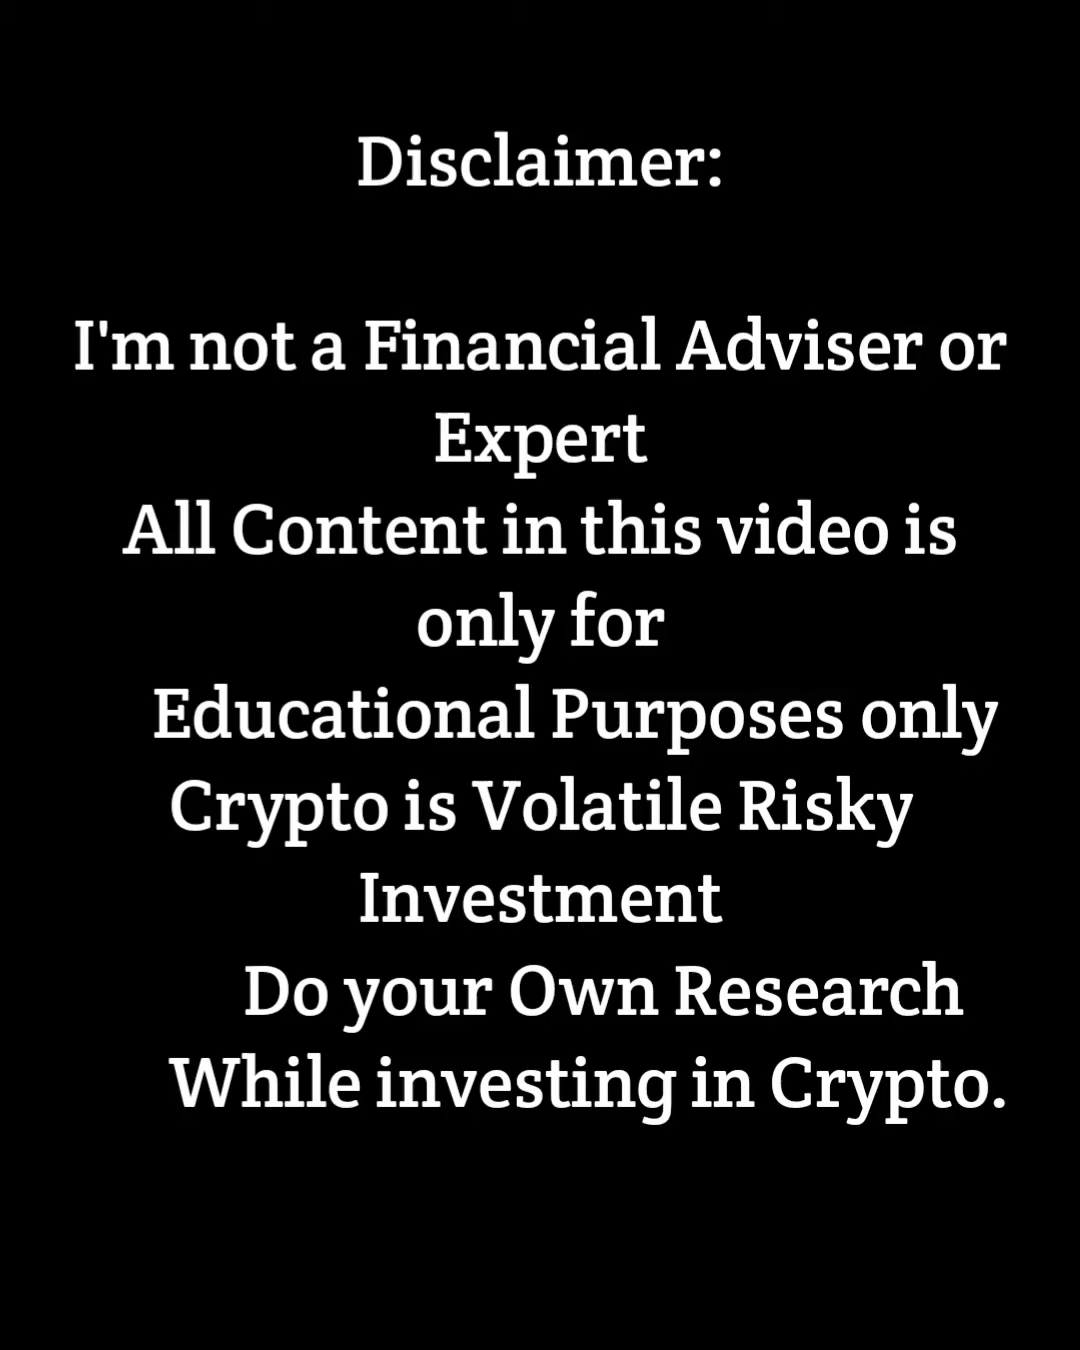 Disclaimer:
I'm not a Financial Adviser or
Expert
All Content in this video is
only for
Educational Purposes only
Crypto is Volatile Risky
Investment
Do your Own Research
While investing in Crypto.